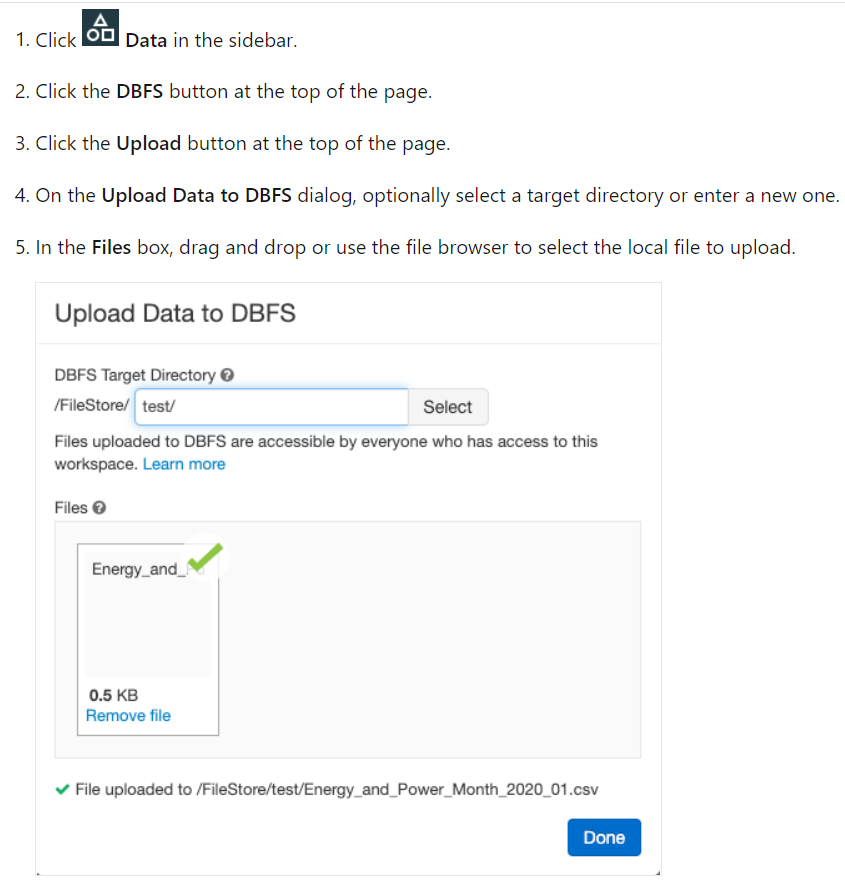 1. Click Data in the sidebar.
2. Click the DBFS button at the top of the page.
3. Click the Upload button at the top of the page.
4. On the Upload Data to DBFS dialog, optionally select a target directory or enter a new one.
5. In the Files box, drag and drop or use the file browser to select the local file to upload.
Upload Data to DBFS
DBFS Target Directory
/FileStore/ test/ Select
Files uploaded to DBFS are accessible by everyone who has access to this
workspace. Learn more
Files
Energy_and_
0.5 KB
Remove file
File uploaded to /FileStore/test/Energy_and_Power_Month_2020_01.csv
Done